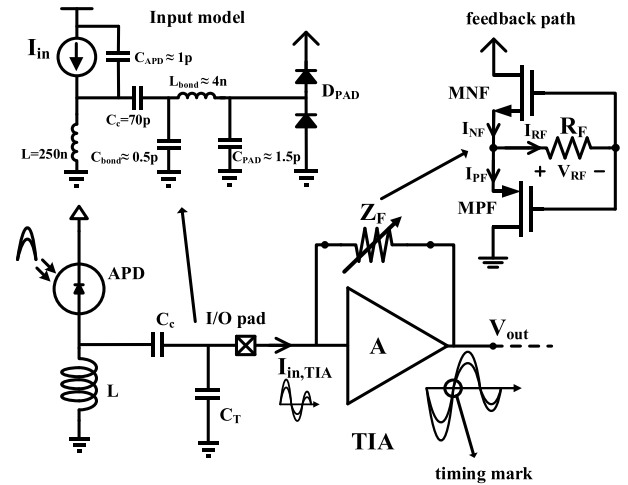 Input model
feedback path
I_in
C_APD ≈ 1p
L_bond ≈ 4n
D_PAD
C_c=70p
L=250n
C_bond ≈ 0.5p
C_PAD ≈ 1.5p
MNF
I_NF
I_RF
R_F
I_PF
+ V_RF −
MPF
Z_F
APD
C_c
I/O pad
V_out
A
I_in,TIA
L
C_T
TIA
timing mark